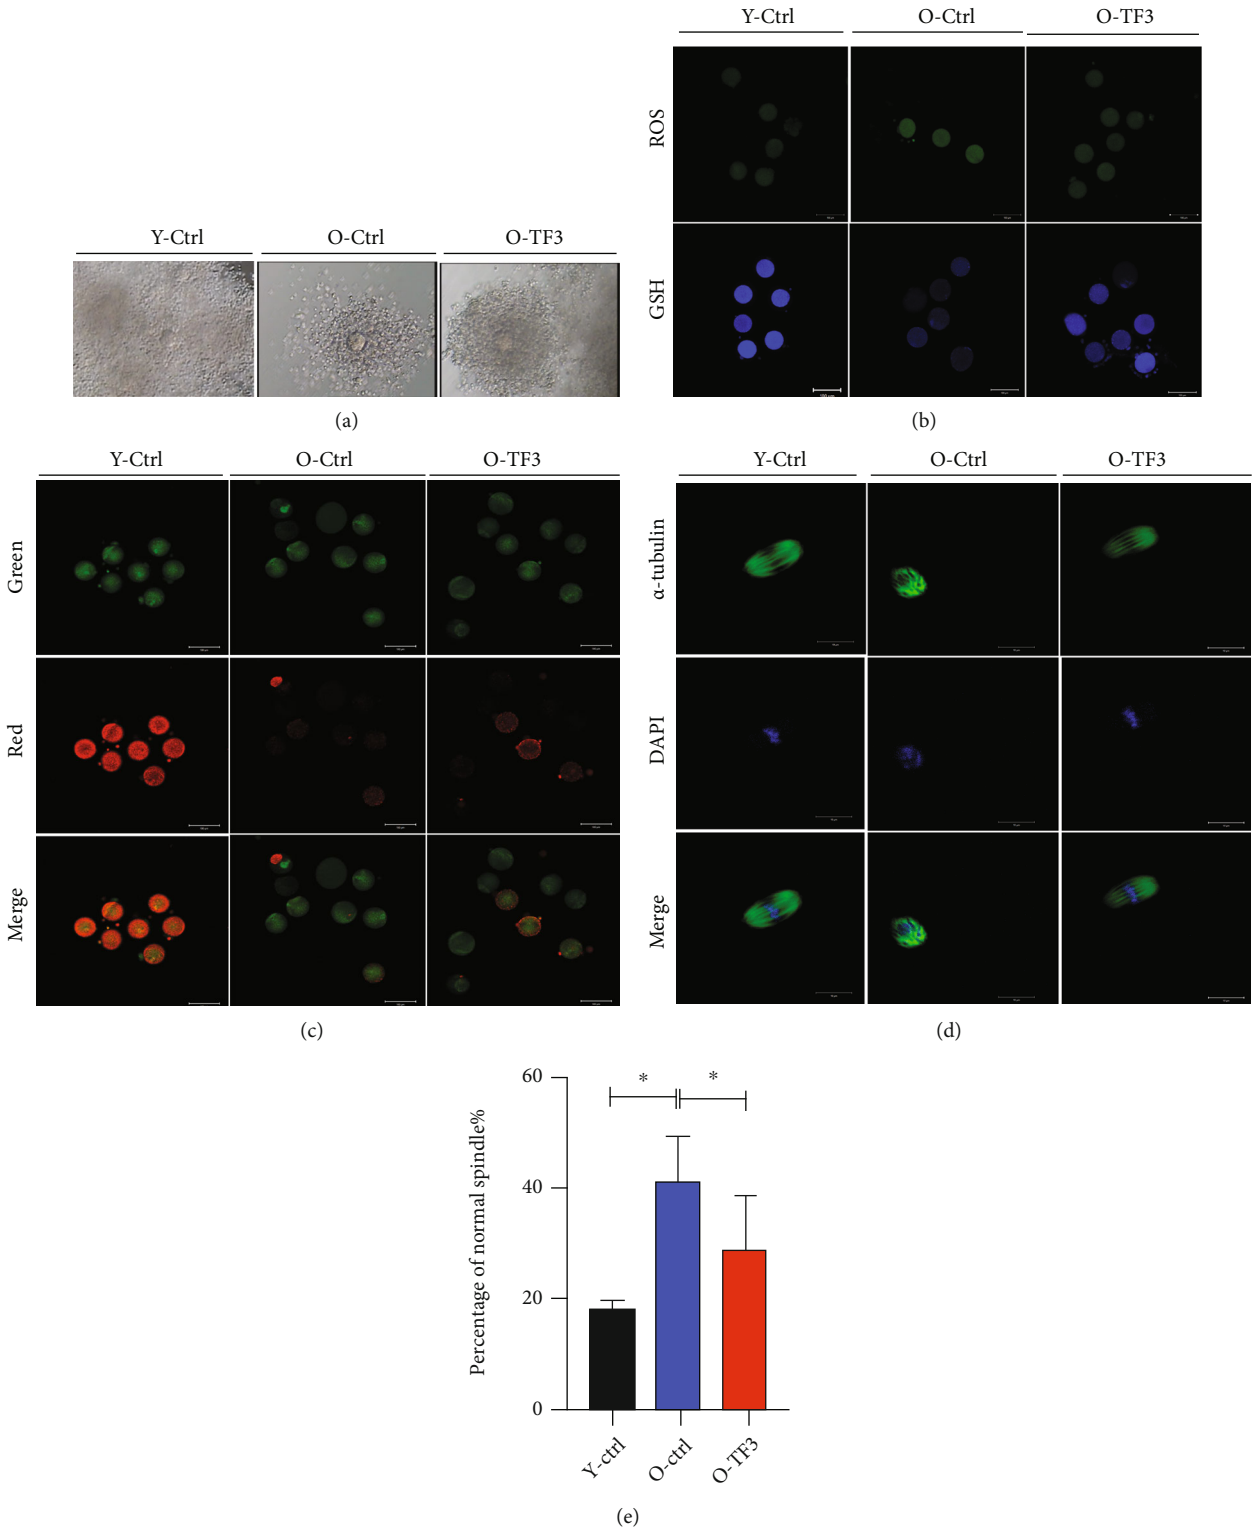 Y-Ctrl O-Ctrl O-TF3
ROS
GSH
(b)
Y-Ctrl O-Ctrl O-TF3
(a)
Y-Ctrl O-Ctrl O-TF3
Green
Red
Merge
(c)
Y-Ctrl O-Ctrl O-TF3
α-tubulin
DAPI
Merge
(d)
Percentage of normal spindle%
60
40
20
0
* *
Y-ctrl O-ctrl O-TF3
(e)